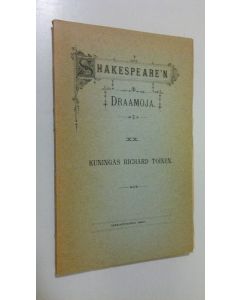 SHAKESPEARE'N
DRAAMOJA.
XX.
KUNINGAS RICHARD TOINEN.